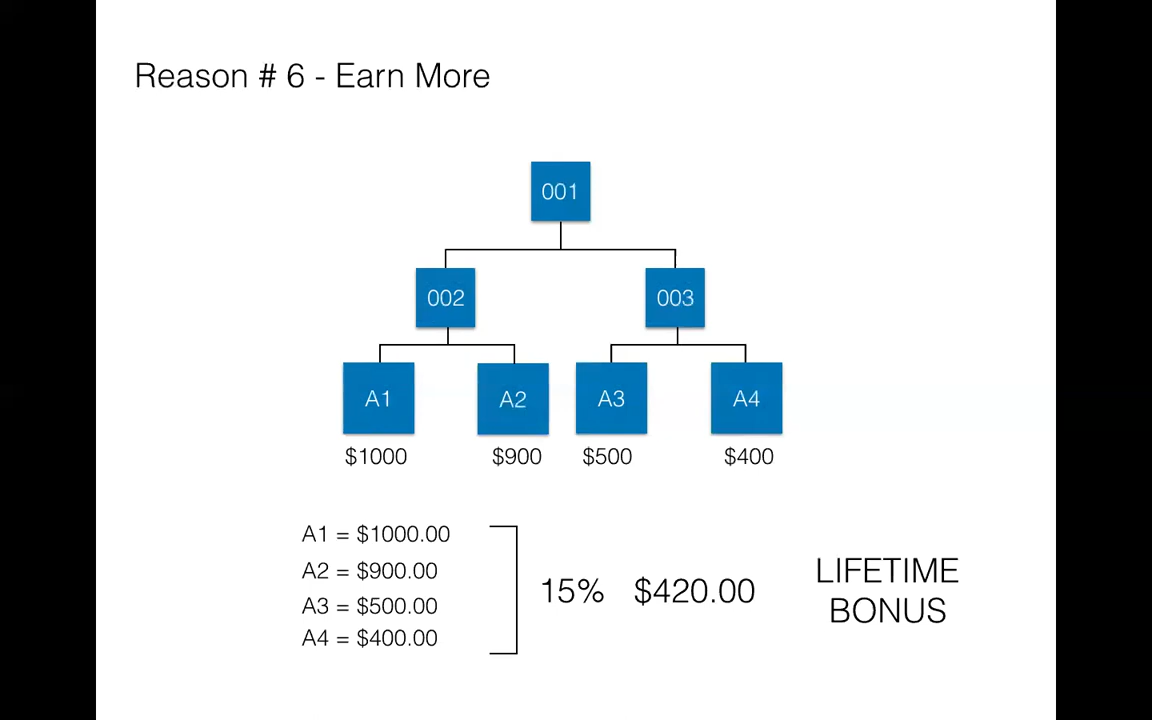 Reason # 6 - Earn More
001
002 003
A1 A2 A3 A4
$1000 $900 $500 $400
A1 = $1000.00
A2 = $900.00
A3 = $500.00
A4 = $400.00
15% $420.00
LIFETIME
BONUS